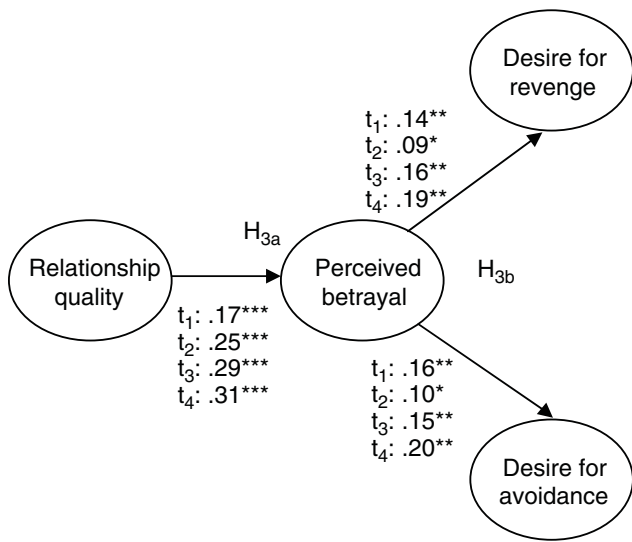 Desire for
revenge
t₁: .14**
t₂: .09*
t₃: .16**
t₄: .19**
H₃ₐ
Relationship
quality
Perceived
betrayal
H₃b
t₁: .17***
t₂: .25***
t₃: .29***
t₄: .31***
t₁: .16**
t₂: .10*
t₃: .15**
t₄: .20**
Desire for
avoidance